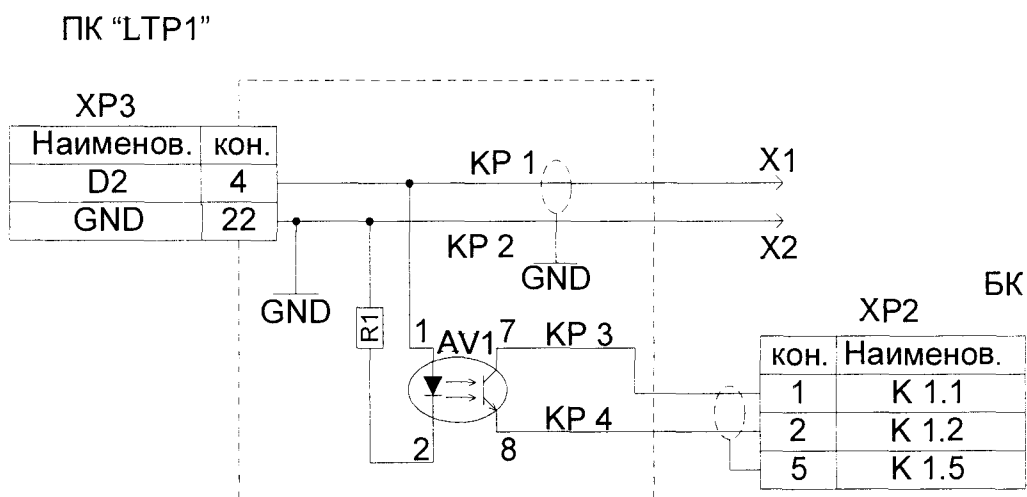 ПК “LTP1”
XP3
Наименов. кон.
D2 4
GND 22
KP 1
KP 2
X1
X2
GND
GND
R1
1 AV1 7
2 8
KP 3
KP 4
БК
XP2
кон. Наименов.
1 K 1.1
2 K 1.2
5 K 1.5